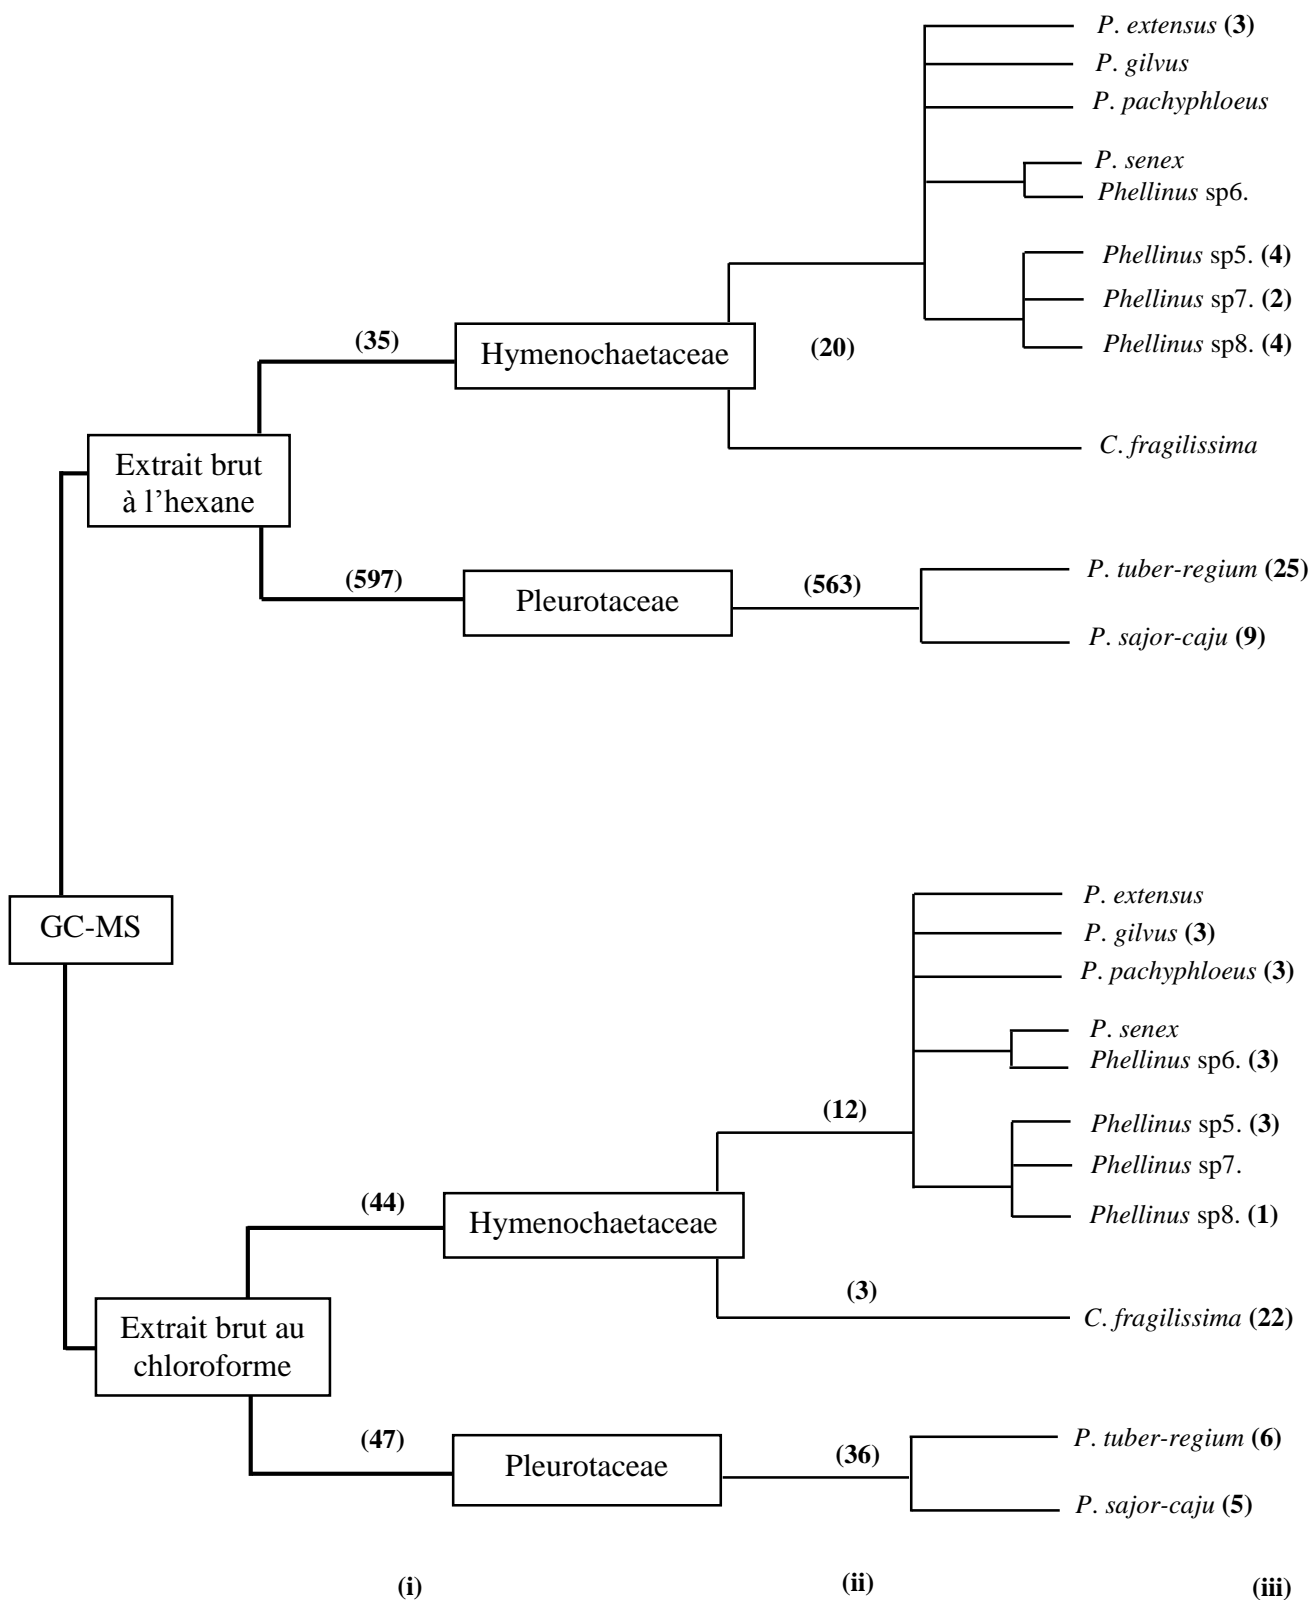 P. extensus (3)
P. gilvus
P. pachyphloeus
P. senex
Phellinus sp6.
Phellinus sp5. (4)
Phellinus sp7. (2)
Phellinus sp8. (4)
(35)
Hymenochaetaceae
(20)
C. fragilissima
Extrait brut
à l’hexane
(597)
Pleurotaceae
(563)
P. tuber-regium (25)
P. sajor-caju (9)
GC-MS
P. extensus
P. gilvus (3)
P. pachyphloeus (3)
P. senex
Phellinus sp6. (3)
(12)
Phellinus sp5. (3)
Phellinus sp7.
Phellinus sp8. (1)
(44)
Hymenochaetaceae
(3)
C. fragilissima (22)
Extrait brut au
chloroforme
(47)
Pleurotaceae
(36)
P. tuber-regium (6)
P. sajor-caju (5)
(i)
(ii)
(iii)